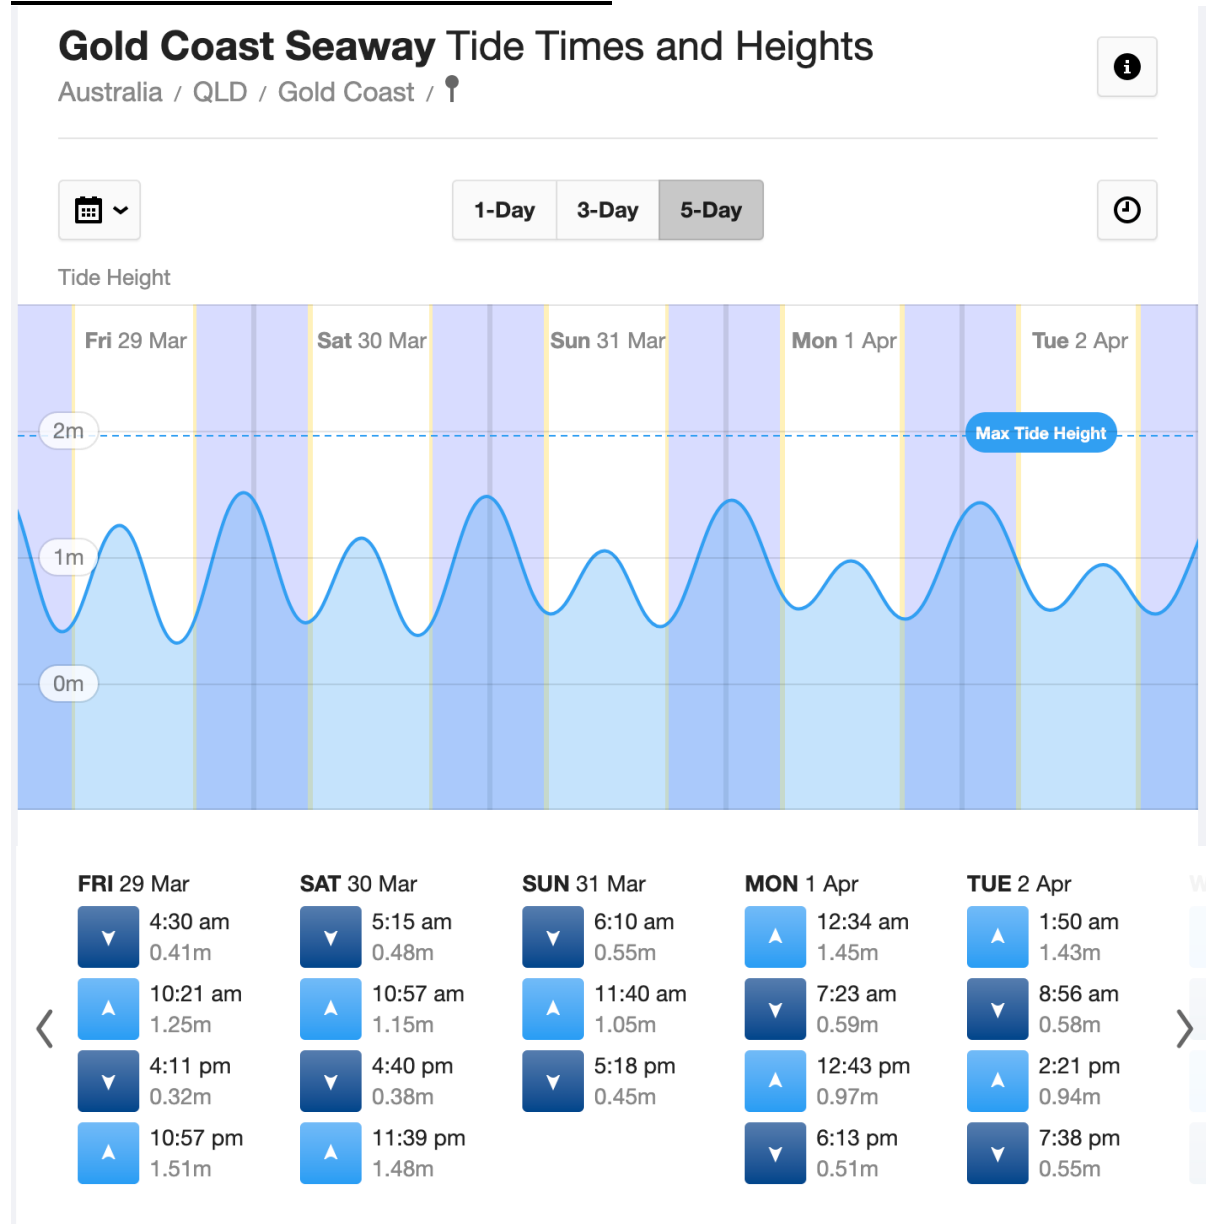 Gold Coast Seaway Tide Times and Heights
Australia / QLD / Gold Coast /
1-Day 3-Day 5-Day
Tide Height
Fri 29 Mar Sat 30 Mar Sun 31 Mar Mon 1 Apr Tue 2 Apr
2m
Max Tide Height
1m
0m
FRI 29 Mar
4:30 am
0.41m
10:21 am
1.25m
4:11 pm
0.32m
10:57 pm
1.51m
SAT 30 Mar
5:15 am
0.48m
10:57 am
1.15m
4:40 pm
0.38m
11:39 pm
1.48m
SUN 31 Mar
6:10 am
0.55m
11:40 am
1.05m
5:18 pm
0.45m
MON 1 Apr
12:34 am
1.45m
7:23 am
0.59m
12:43 pm
0.97m
6:13 pm
0.51m
TUE 2 Apr
1:50 am
1.43m
8:56 am
0.58m
2:21 pm
0.94m
7:38 pm
0.55m